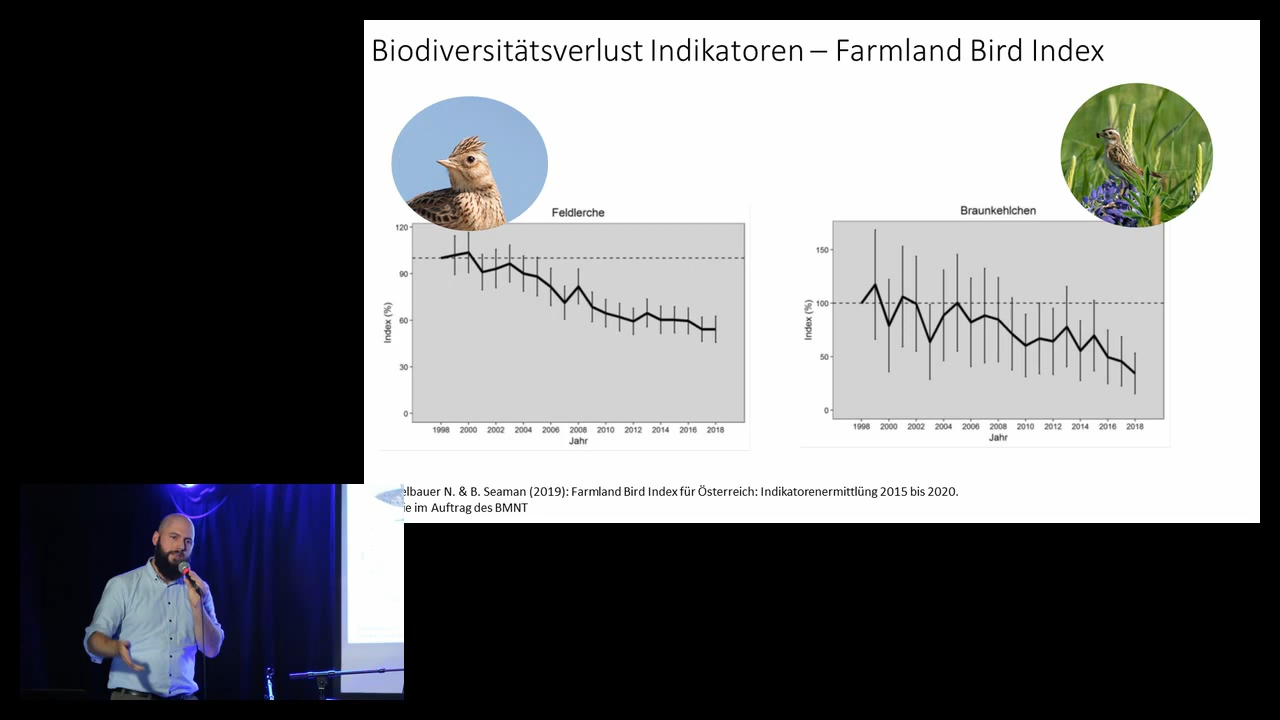 Biodiversitätsverlust Indikatoren – Farmland Bird Index
Feldlerche
120
90
60
30
0
Index (%)
1998 2000 2002 2004 2006 2008 2010 2012 2014 2016 2018
Jahr
Braunkehlchen
150
100
50
0
Index (%)
1998 2000 2002 2004 2006 2008 2010 2012 2014 2016 2018
Jahr
elbauer N. & B. Seaman (2019): Farmland Bird Index für Österreich: Indikatorenermittlung 2015 bis 2020.
ie im Auftrag des BMNT